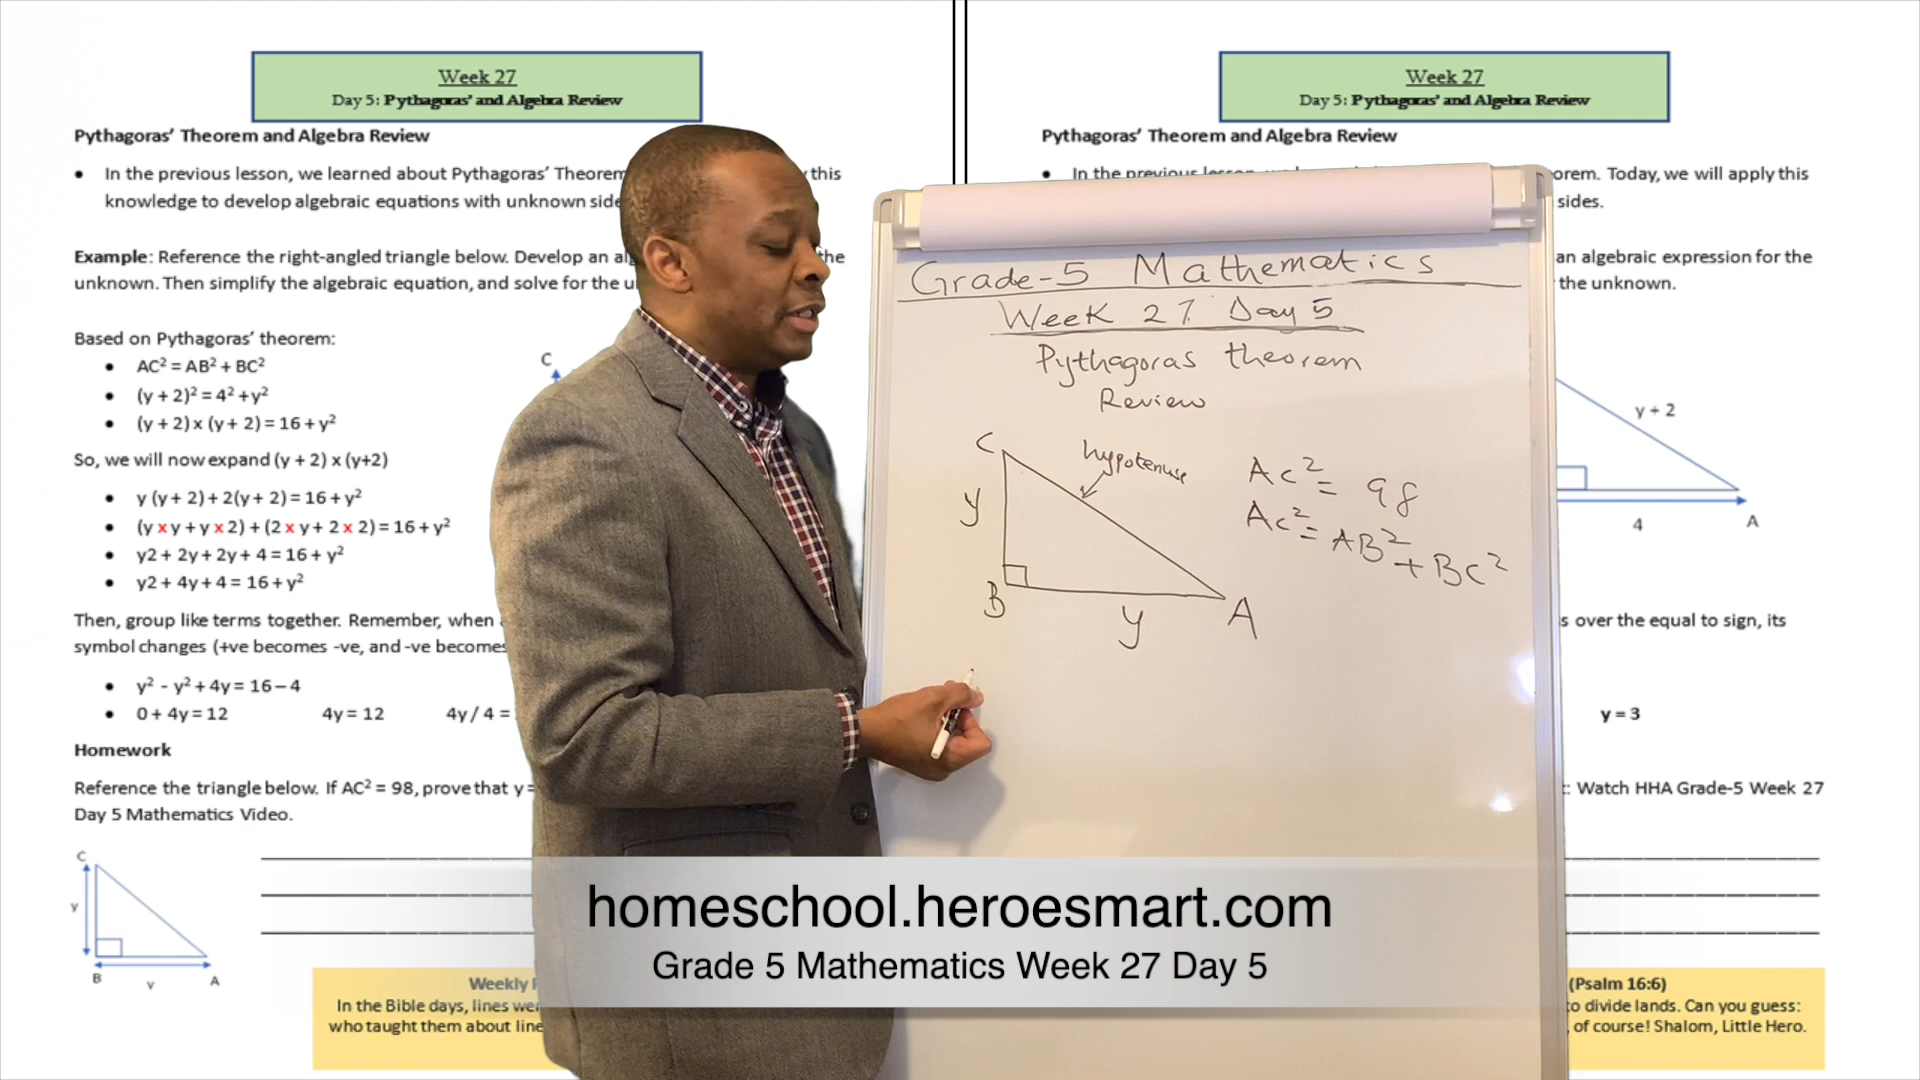 Week 27
Day 5: Pythagoras' and Algebra Review
Pythagoras' Theorem and Algebra Review
• In the previous lesson, we learned about Pythagoras' Theorem
this
knowledge to develop algebraic equations with unknown side
Example: Reference the right-angled triangle below. Develop an al
the
unknown. Then simplify the algebraic equation, and solve for the u
Based on Pythagoras' theorem:
• AC² = AB² + BC²
• (y + 2)² = 4² + y²
• (y + 2) x (y + 2) = 16 + y²
C
So, we will now expand (y + 2) x (y+2)
• y (y + 2) + 2(y + 2) = 16 + y²
• (y x y + y x 2) + (2 x y + 2 x 2) = 16 + y²
• y2 + 2y + 2y + 4 = 16 + y²
• y2 + 4y + 4 = 16 + y²
Then, group like terms together. Remember, when
symbol changes (+ve becomes -ve, and -ve becomes
• y² - y² + 4y = 16 – 4
• 0 + 4y = 12 4y = 12 4y / 4 =
Homework
Reference the triangle below. If AC² = 98, prove that y =
Day 5 Mathematics Video.
C
y
B
y
A
Weekly
In the Bible days, lines
who taught them about line
Week 27
Day 5: Pythagoras' and Algebra Review
Pythagoras' Theorem and Algebra Review
• In the previous
orem. Today, we will apply this
sides.
an algebraic expression for the
the unknown.
y + 2
4
A
s over the equal to sign, its
y = 3
: Watch HHA Grade-5 Week 27
(Psalm 16:6)
to divide lands. Can you guess:
, of course! Shalom, Little Hero.
Grade-5 Mathematics
Week 27 Day 5
Pythagoras theorem
Review
C
hypotenuse
y
B
y
A
AC² = 98
AC² = AB² + BC²
homeschool.heroesmart.com
Grade 5 Mathematics Week 27 Day 5